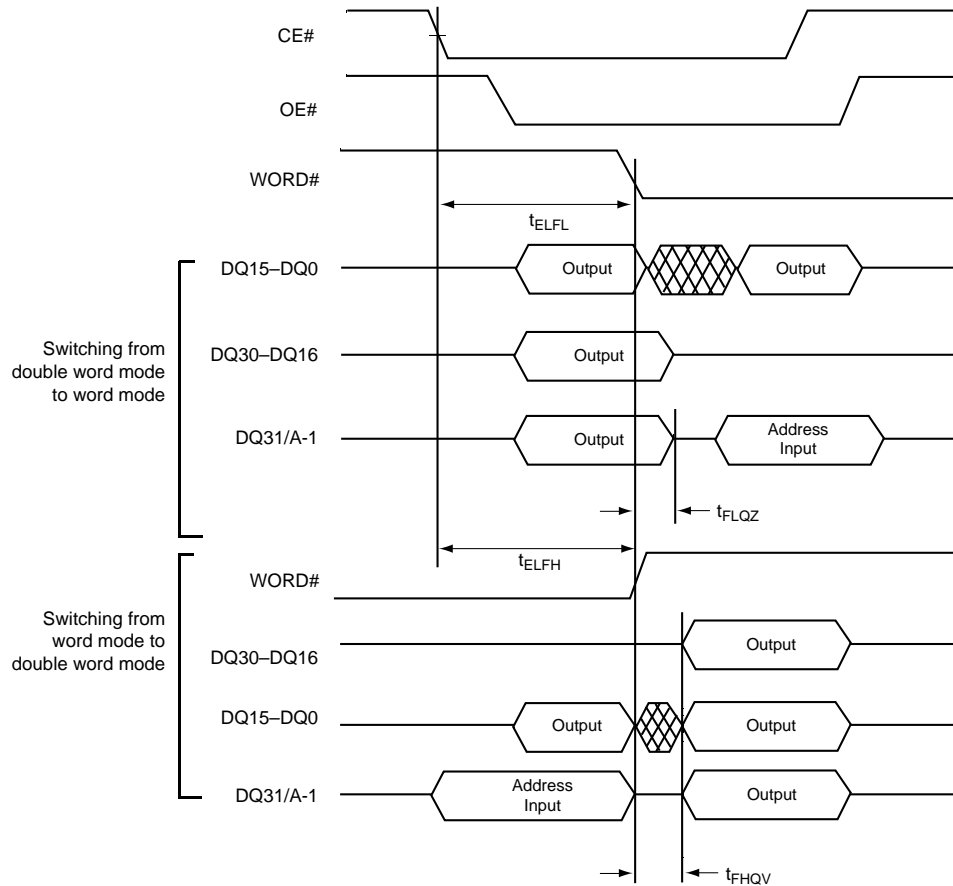 CE#
OE#
WORD#
tELFL
DQ15–DQ0
Output
Output
Switching from
double word mode
to word mode
DQ30–DQ16
Output
DQ31/A-1
Output
Address
Input
tFLQZ
tELFH
WORD#
Switching from
word mode to
double word mode
DQ30–DQ16
Output
DQ15–DQ0
Output
Output
DQ31/A-1
Address
Input
Output
tFHQV